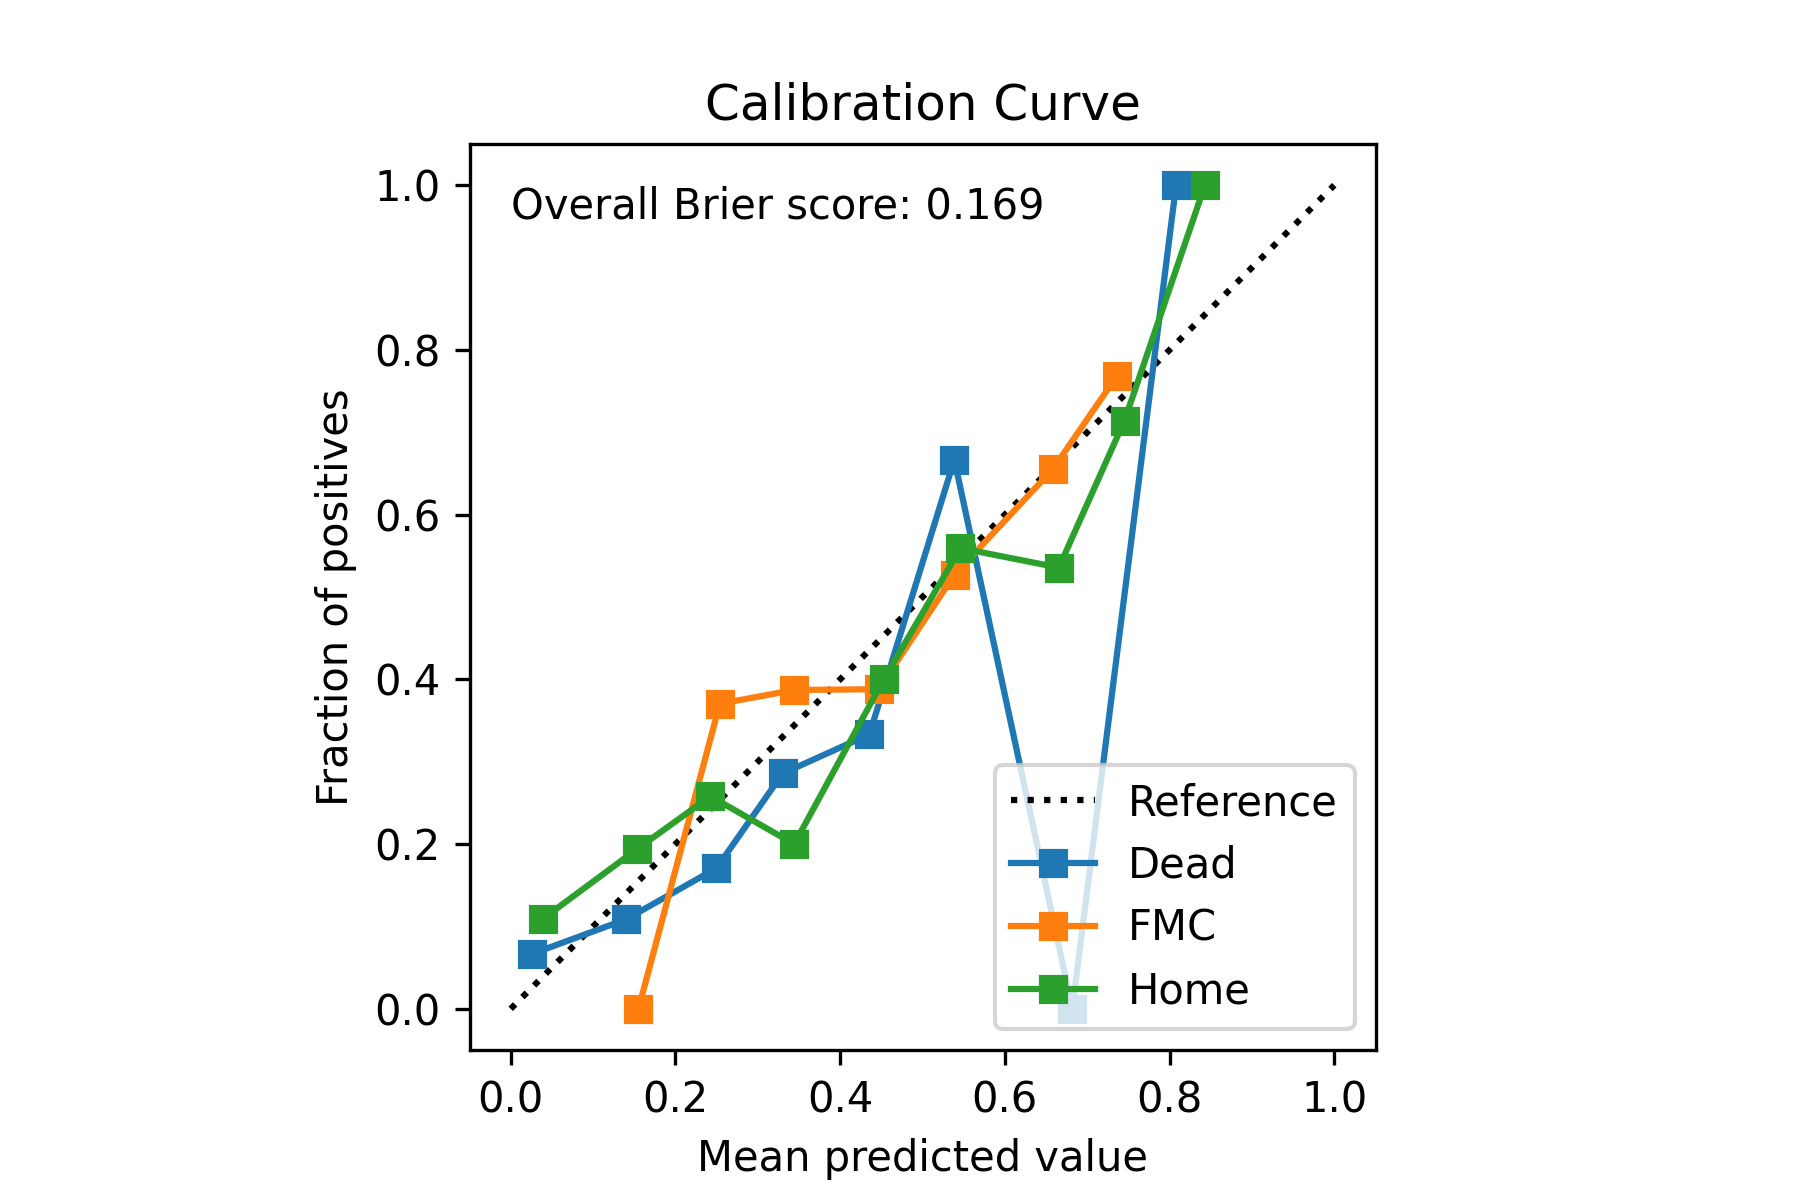 Calibration Curve
Overall Brier score: 0.169
Fraction of positives
1.0
0.8
0.6
0.4
0.2
0.0
Reference
Dead
FMC
Home
0.0 0.2 0.4 0.6 0.8 1.0
Mean predicted value